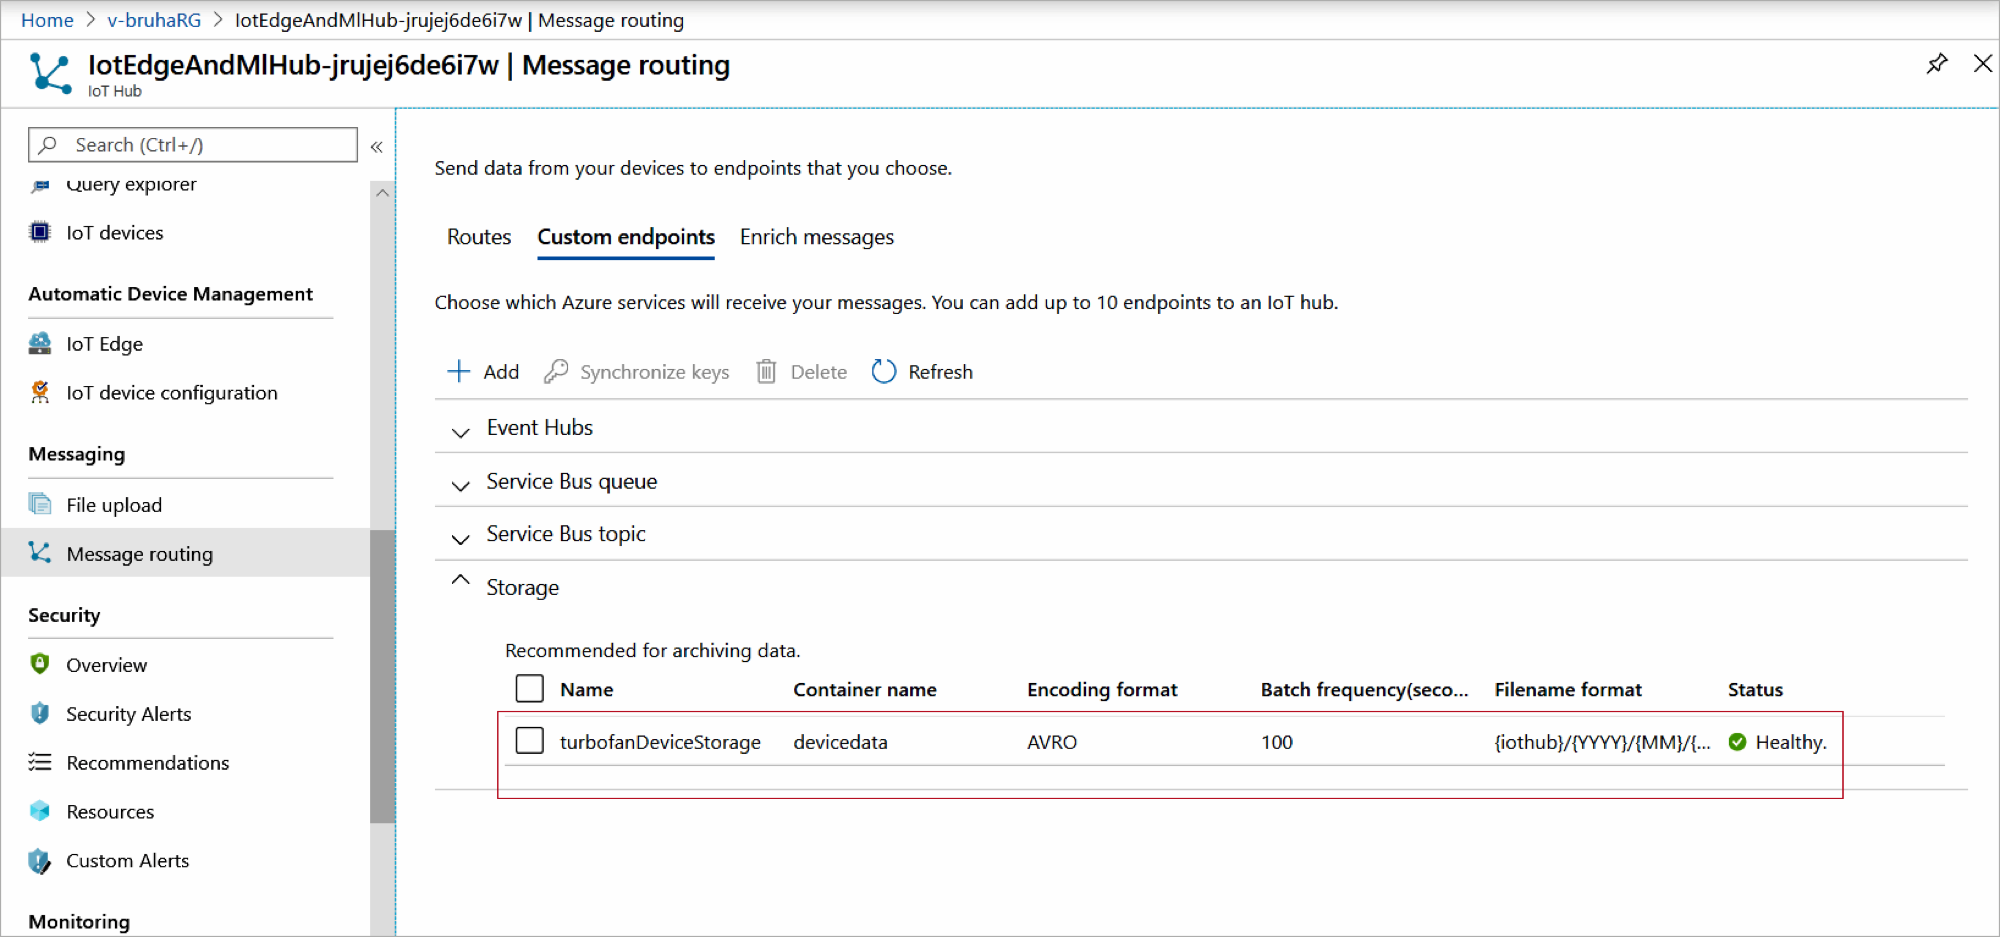 Home > v-bruhaRG > IotEdgeAndMlHub-jrujej6de6i7w | Message routing
IotEdgeAndMlHub-jrujej6de6i7w | Message routing
IoT Hub
Search (Ctrl+/)
«
Query explorer
IoT devices
Automatic Device Management
IoT Edge
IoT device configuration
Messaging
File upload
Message routing
Security
Overview
Security Alerts
Recommendations
Resources
Custom Alerts
Monitoring
Send data from your devices to endpoints that you choose.
Routes Custom endpoints Enrich messages
Choose which Azure services will receive your messages. You can add up to 10 endpoints to an IoT hub.
Add Synchronize keys Delete Refresh
Event Hubs
Service Bus queue
Service Bus topic
Storage
Recommended for archiving data.
Name Container name Encoding format Batch frequency(seco... Filename format Status
turbofanDeviceStorage devicedata AVRO 100 {iothub}/{YYYY}/{MM}/{... Healthy.